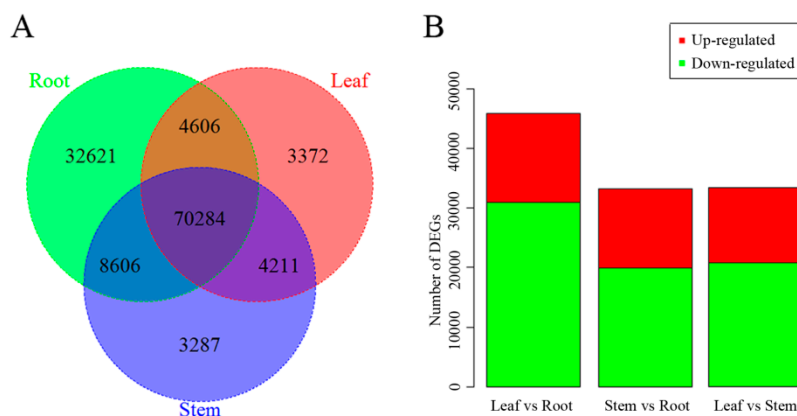 A
Root
Leaf
4606
32621
3372
70284
8606
4211
3287
Stem
B
Up-regulated
Down-regulated
Number of DEGs
50000
40000
30000
20000
10000
0
Leaf vs Root
Stem vs Root
Leaf vs Stem